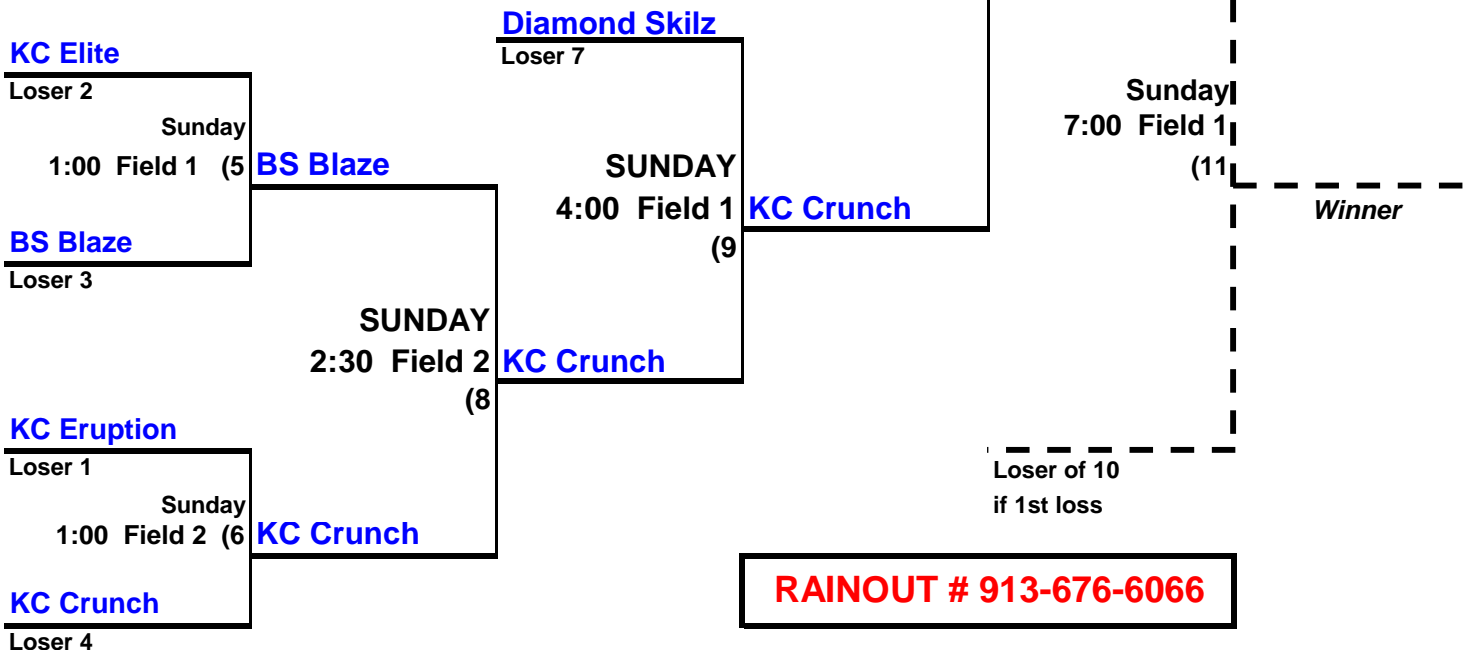 Diamond Skilz
Loser 7
KC Elite
Loser 2
Sunday
1:00 Field 1 (5
BS Blaze
BS Blaze
Loser 3
SUNDAY
4:00 Field 1
(9
KC Crunch
Sunday
7:00 Field 1
(11
Winner
SUNDAY
2:30 Field 2
(8
KC Crunch
KC Eruption
Loser 1
Sunday
1:00 Field 2 (6
KC Crunch
KC Crunch
Loser 4
Loser of 10
if 1st loss
RAINOUT # 913-676-6066